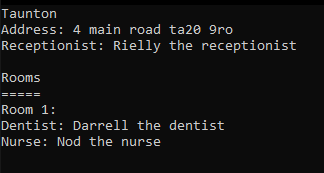 Taunton
Address: 4 main road ta20 9ro
Receptionist: Rielly the receptionist
Rooms
=====
Room 1:
Dentist: Darrell the dentist
Nurse: Nod the nurse